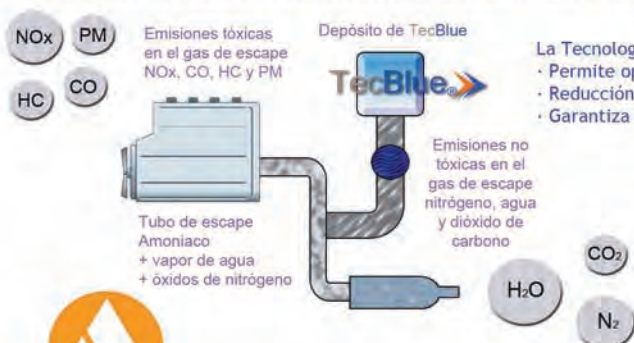 NOx
PM
HC
CO
Emisiones tóxicas
en el gas de escape
NOx, CO, HC y PM
Depósito de TecBlue
TecBlue®
La Tecnolog
· Permite op
· Reducción
· Garantiza
Emisiones no
tóxicas en el
gas de escape
nitrógeno, agua
y dióxido de
carbono
Tubo de escape
Amoniaco
+ vapor de agua
+ óxidos de nitrógeno
CO2
H2O
N2